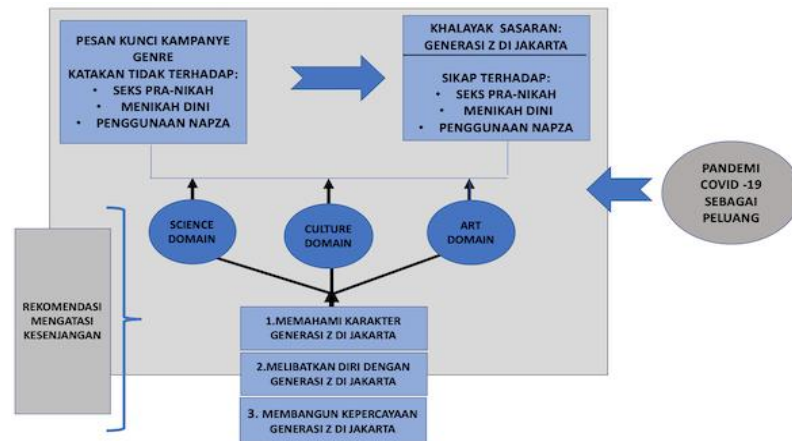 PESAN KUNCI KAMPANYE
GENRE
KATAKAN TIDAK TERHADAP:
• SEKS PRA-NIKAH
• MENIKAH DINI
• PENGGUNAAN NAPZA
KHALAYAK SASARAN:
GENERASI Z DI JAKARTA
SIKAP TERHADAP:
• SEKS PRA-NIKAH
• MENIKAH DINI
• PENGGUNAAN NAPZA
PANDEMI
COVID -19
SEBAGAI
PELUANG
SCIENCE
DOMAIN
CULTURE
DOMAIN
ART
DOMAIN
REKOMENDASI
MENGATASI
KESENJANGAN
1.MEMAHAMI KARAKTER
GENERASI Z DI JAKARTA
2.MELIBATKAN DIRI DENGAN
GENERASI Z DI JAKARTA
3. MEMBANGUN KEPERCAYAAN
GENERASI Z DI JAKARTA